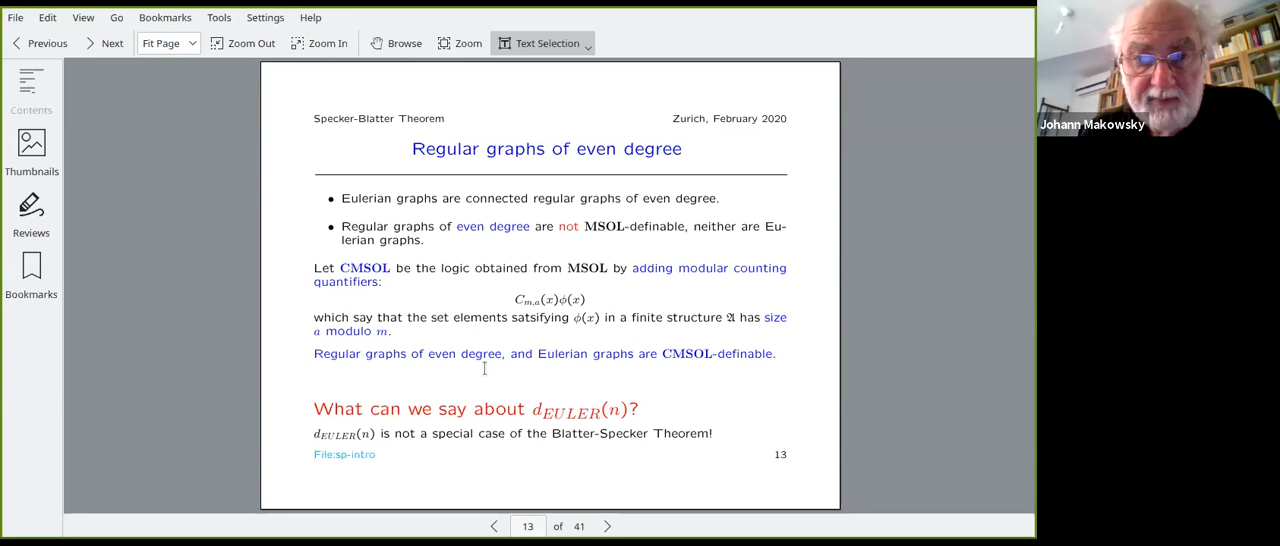 File Edit View Go Bookmarks Tools Settings Help
Previous Next Fit Page Zoom Out Zoom In Browse Zoom Text Selection
Contents
Thumbnails
Reviews
Bookmarks
Specker-Blatter Theorem Zurich, February 2020
Regular graphs of even degree
• Eulerian graphs are connected regular graphs of even degree.
• Regular graphs of even degree are not MSOL-definable, neither are Eu-
lerian graphs.
Let CMSOL be the logic obtained from MSOL by adding modular counting
quantifiers:
C_{m,a}(x)ϕ(x)
which say that the set elements satsifying ϕ(x) in a finite structure 𝔄 has size
a modulo m.
Regular graphs of even degree, and Eulerian graphs are CMSOL-definable.
What can we say about d_{EULER}(n)?
d_{EULER}(n) is not a special case of the Blatter-Specker Theorem!
File:sp-intro 13
13 of 41
Johann Makowsky